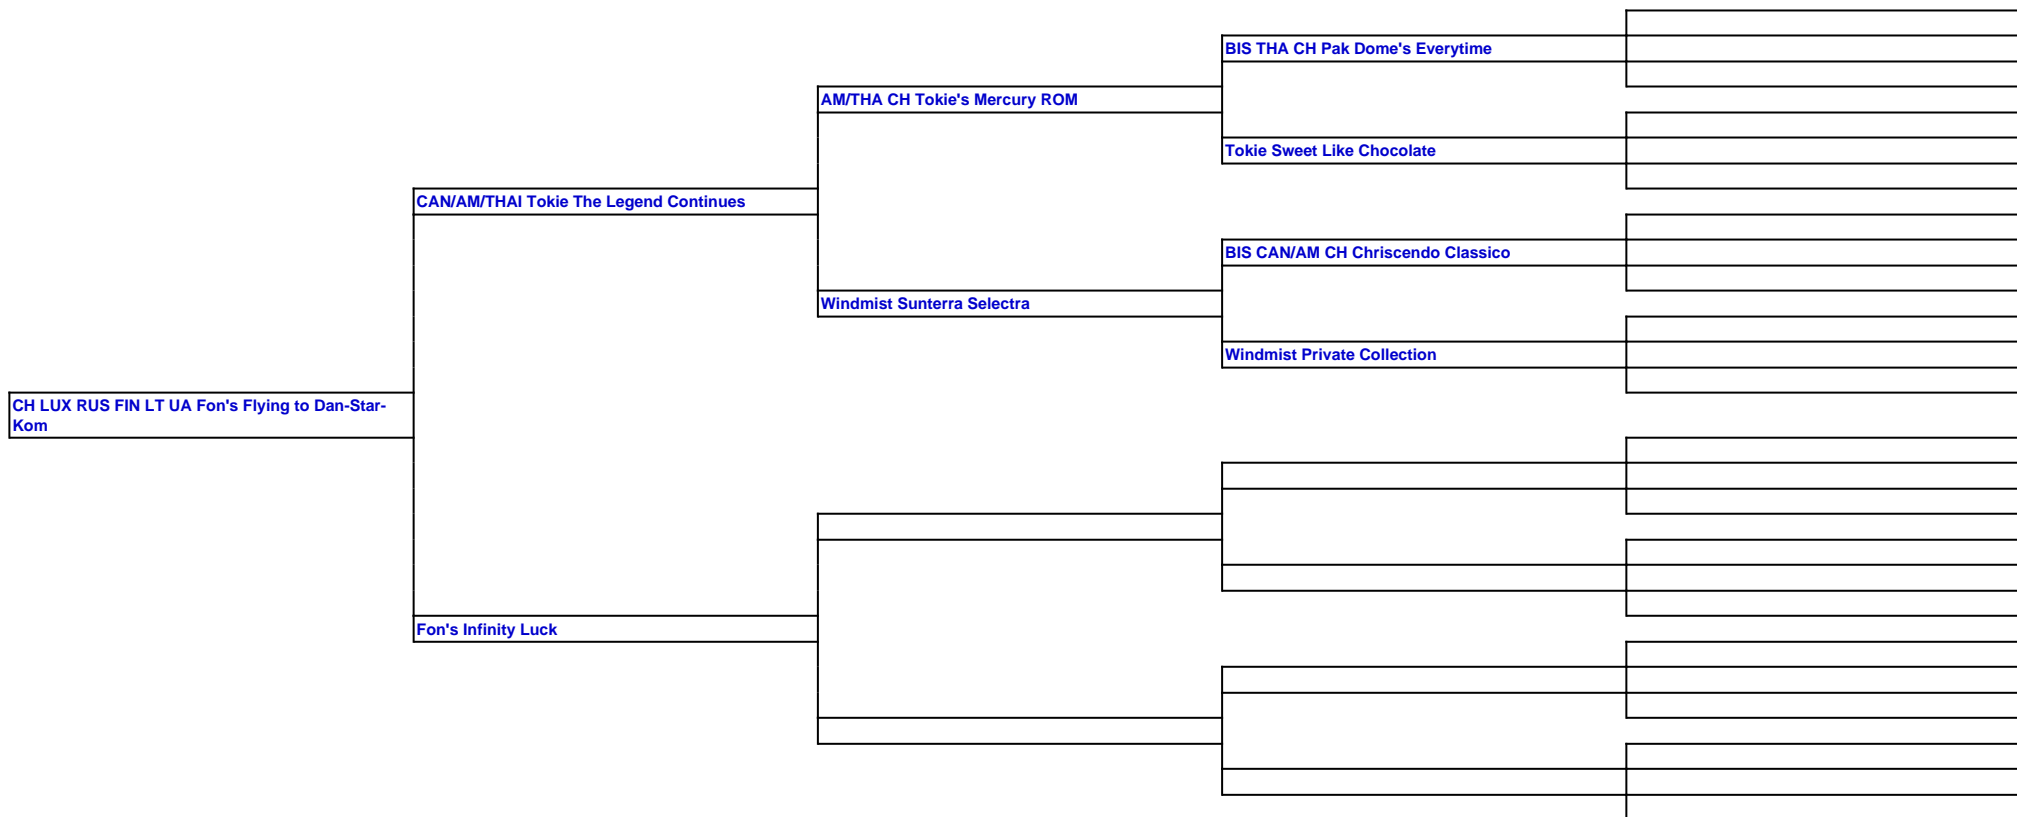 BIS THA CH Pak Dome's Everytime
AM/THA CH Tokie's Mercury ROM
Tokie Sweet Like Chocolate
CAN/AM/THAI Tokie The Legend Continues
BIS CAN/AM CH Chriscendo Classico
Windmist Sunterra Selectra
Windmist Private Collection
CH LUX RUS FIN LT UA Fon's Flying to Dan-Star-
Kom
Fon's Infinity Luck